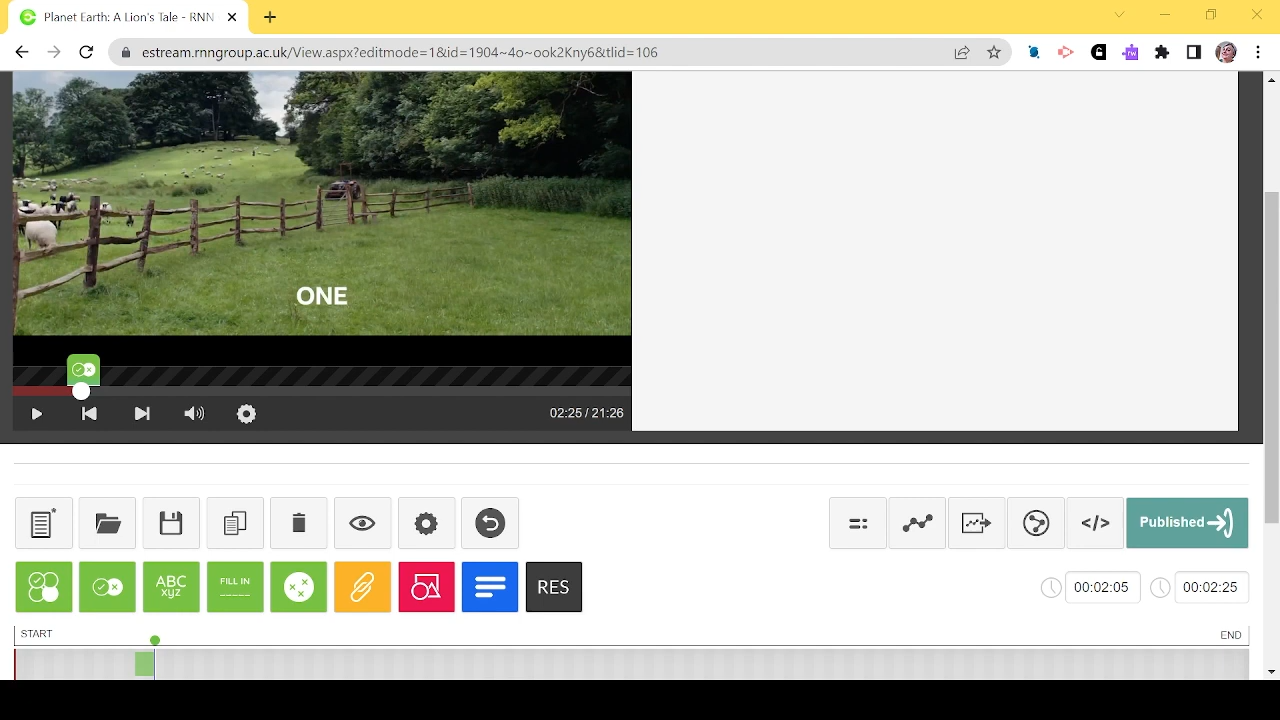 Planet Earth: A Lion's Tale - RNN
estream.rnngroup.ac.uk/View.aspx?editmode=1&id=1904~4o~ook2Kny6&tlid=106
ONE
02:25 / 21:26
</> Published
ABC
xyz
FILL IN
RES
00:02:05 00:02:25
START END